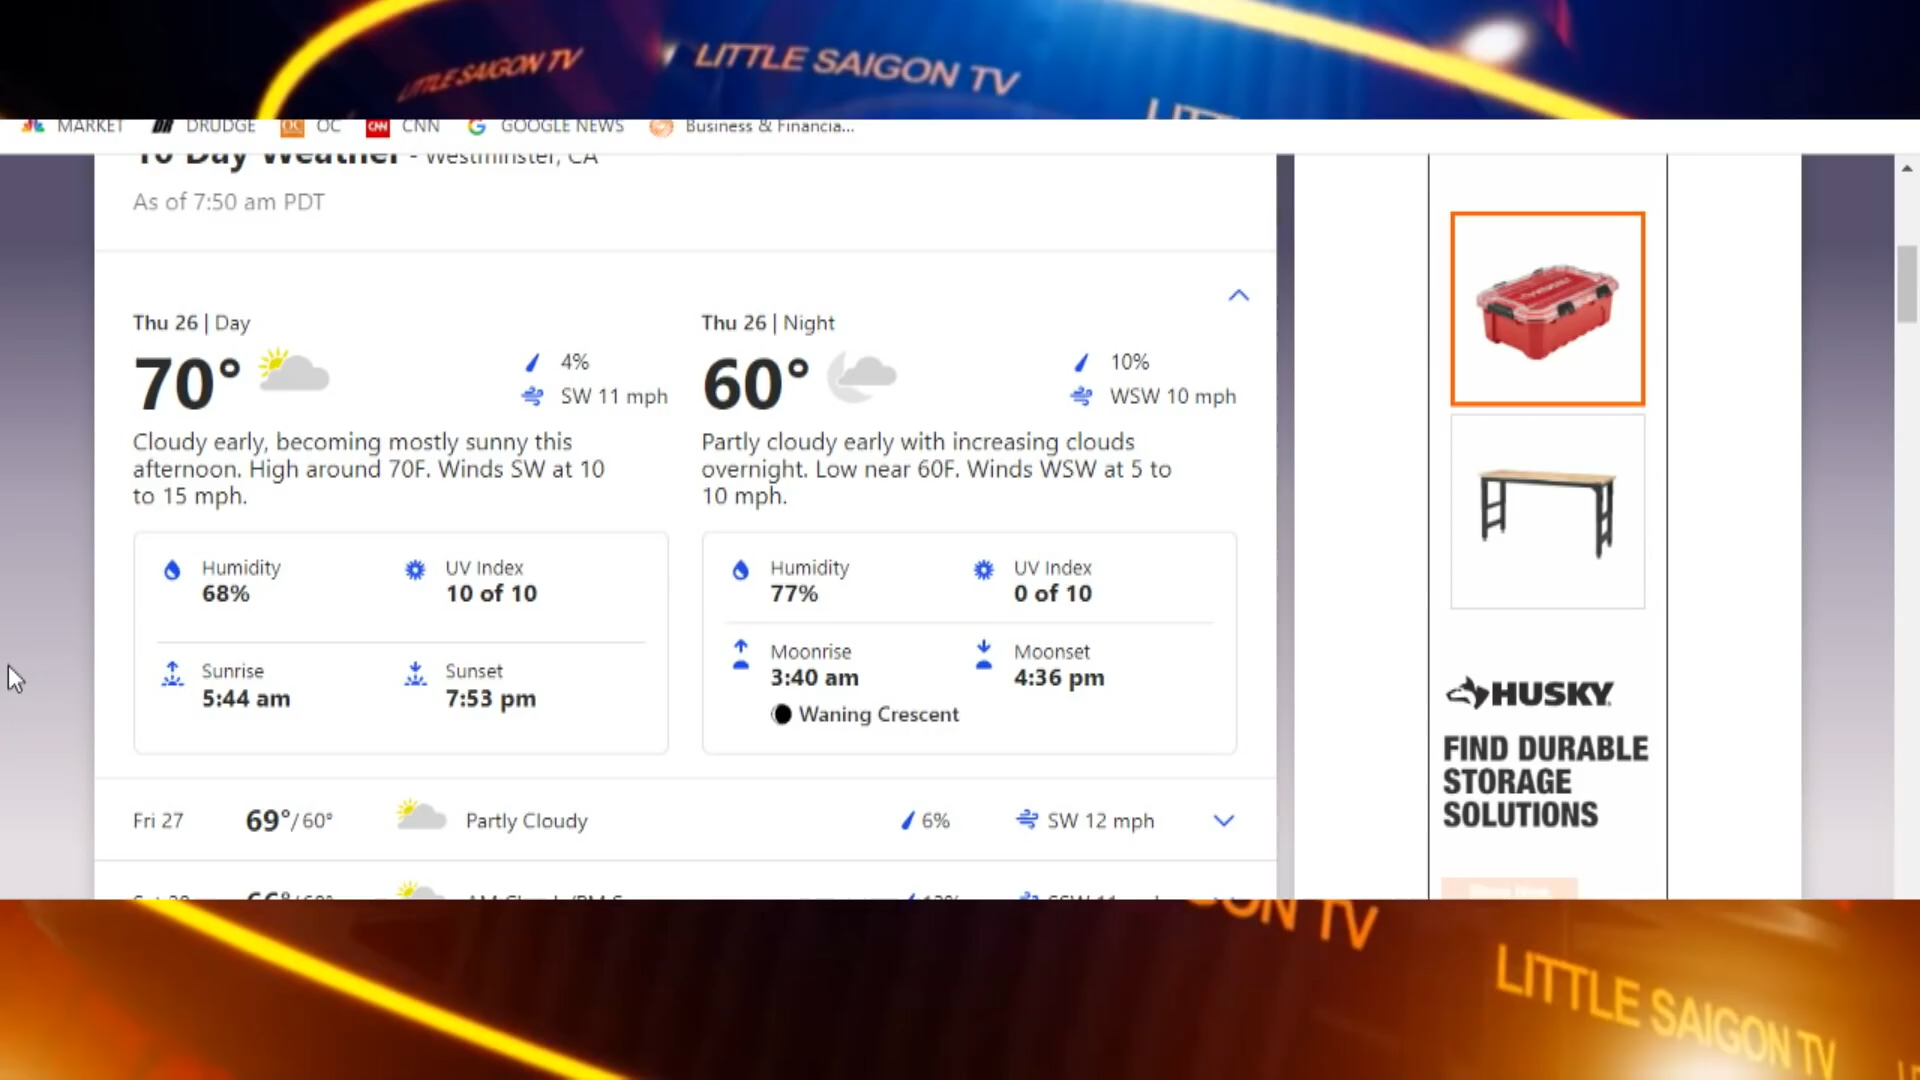 LITTLE SAIGON TV
LITTLE SAIGON TV
MARKET
DRUDGE
OC
OC
CNN
CNN
GOOGLE NEWS
Business & Financia...
10 Day Weather - Westminster, CA
As of 7:50 am PDT
Thu 26 | Day
70°
4%
SW 11 mph
Cloudy early, becoming mostly sunny this
afternoon. High around 70F. Winds SW at 10
to 15 mph.
Humidity
68%
UV Index
10 of 10
Sunrise
5:44 am
Sunset
7:53 pm
Thu 26 | Night
60°
10%
WSW 10 mph
Partly cloudy early with increasing clouds
overnight. Low near 60F. Winds WSW at 5 to
10 mph.
Humidity
77%
UV Index
0 of 10
Moonrise
3:40 am
Moonset
4:36 pm
Waning Crescent
Fri 27
69°/60°
Partly Cloudy
6%
SW 12 mph
HUSKY
FIND DURABLE
STORAGE
SOLUTIONS
LITTLE SAIGON TV